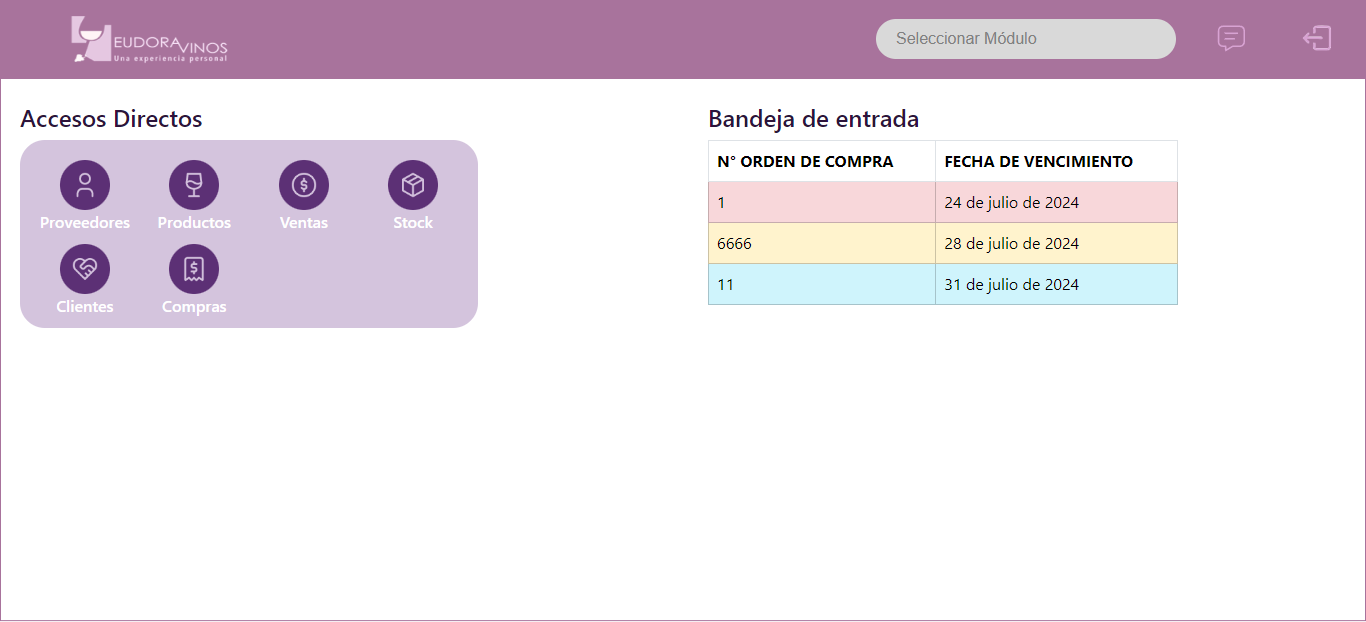 EUDORAVINOS
Una experiencia personal
Seleccionar Módulo
Accesos Directos
Proveedores Productos Ventas Stock
Clientes Compras
Bandeja de entrada
N° ORDEN DE COMPRA FECHA DE VENCIMIENTO
1 24 de julio de 2024
6666 28 de julio de 2024
11 31 de julio de 2024